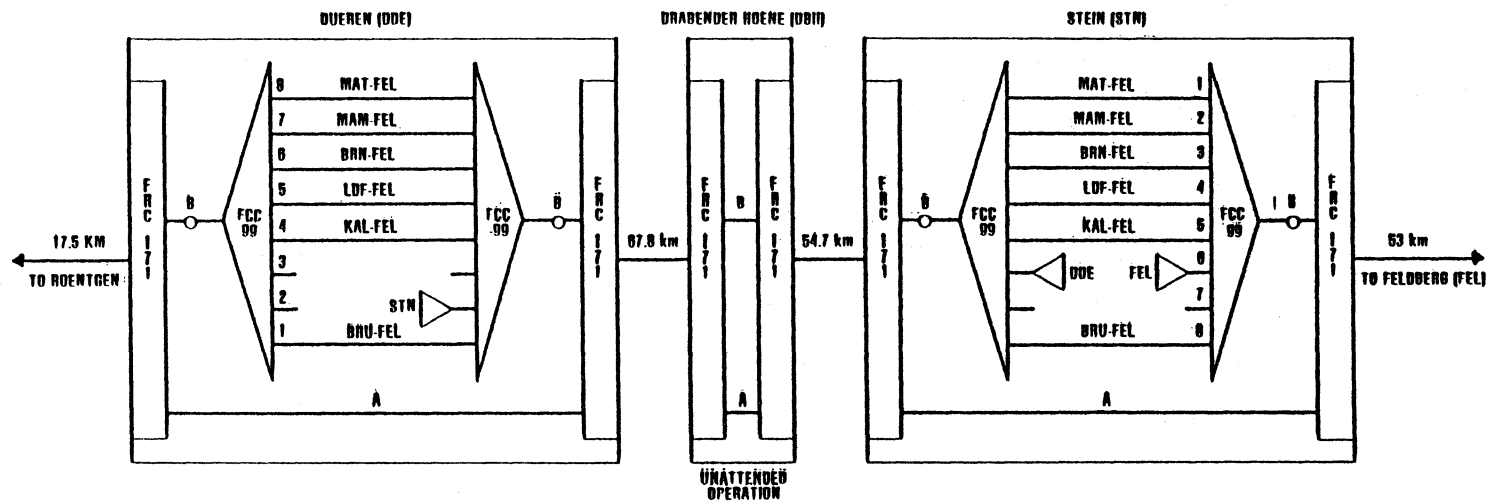 DUEREN (DDE)
DRABENDER HOEHE (DBH)
STEIN (STN)
8 MAT-FEL
7 MAM-FEL
6 BRN-FEL
5 LDF-FEL
4 KAL-FEL
3
2
1 BRU-FEL
STN
FRC 171
B
FCC 99
FCC 99
B
FRC 171
A
17.5 KM
TO ROENTGEN
67.8 km
FRC 171
B
FRC 171
A
UNATTENDED
OPERATION
54.7 km
FRC 171
B
FCC 99
MAT-FEL 1
MAM-FEL 2
BRN-FEL 3
LDF-FEL 4
KAL-FEL 5
DDE FEL 6
7
BRU-FEL 8
FCC 99
B
FRC 171
A
53 km
TO FELDBERG (FEL)